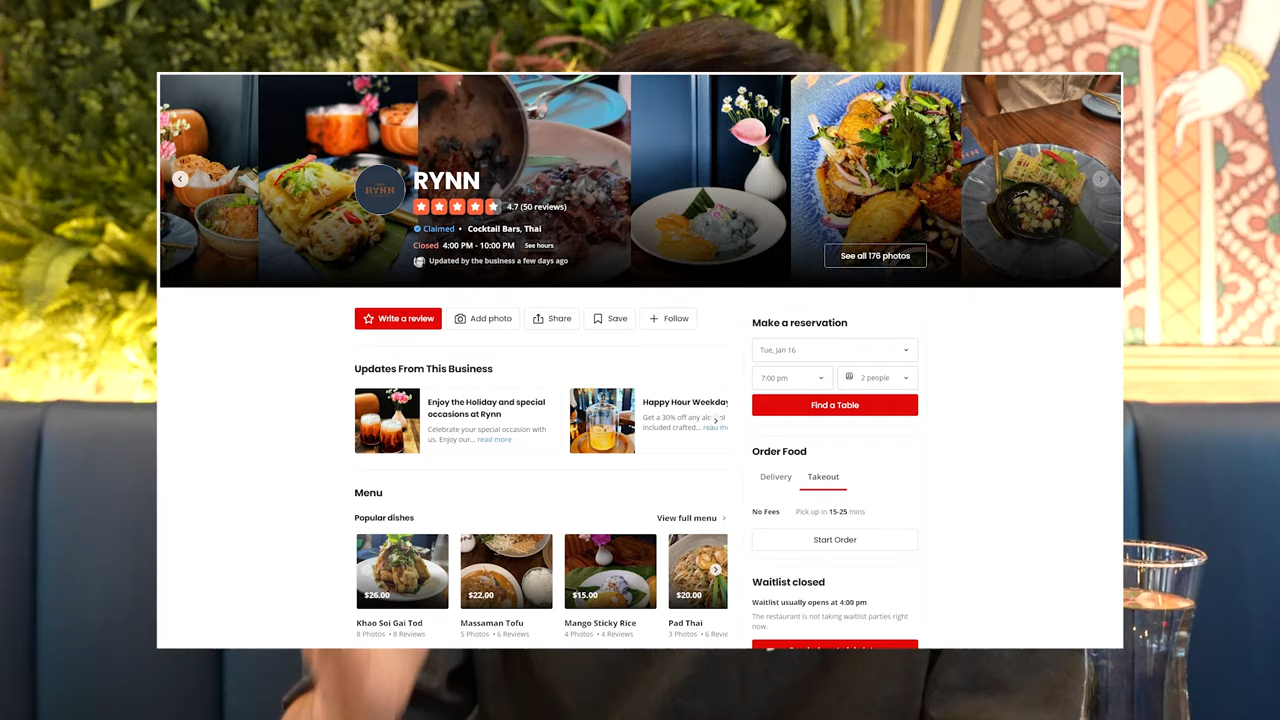 RYNN
RYNN
4.7 (50 reviews)
Claimed • Cocktail Bars, Thai
Closed 4:00 PM - 10:00 PM See hours
Updated by the business a few days ago
See all 176 photos
Write a review
Add photo
Share
Save
Follow
Updates From This Business
Enjoy the Holiday and special
occasions at Rynn
Celebrate your special occasion with
us. Enjoy our... read more
Happy Hour Weekday
Get a 30% off any
included crafted... read
Menu
Popular dishes
View full menu
$26.00
$22.00
$15.00
$20.00
Khao Soi Gai Tod
Massaman Tofu
Mango Sticky Rice
Pad Thai
8 Photos • 8 Reviews
5 Photos • 6 Reviews
4 Photos • 4 Reviews
3 Photos • 6
Make a reservation
Tue, Jan 16
7:00 pm
2 people
Find a Table
Order Food
Delivery
Takeout
No Fees
Pick up in 15-25 mins
Start Order
Waitlist closed
Waitlist usually opens at 4:00 pm
The restaurant is not taking waitlist parties right
now.